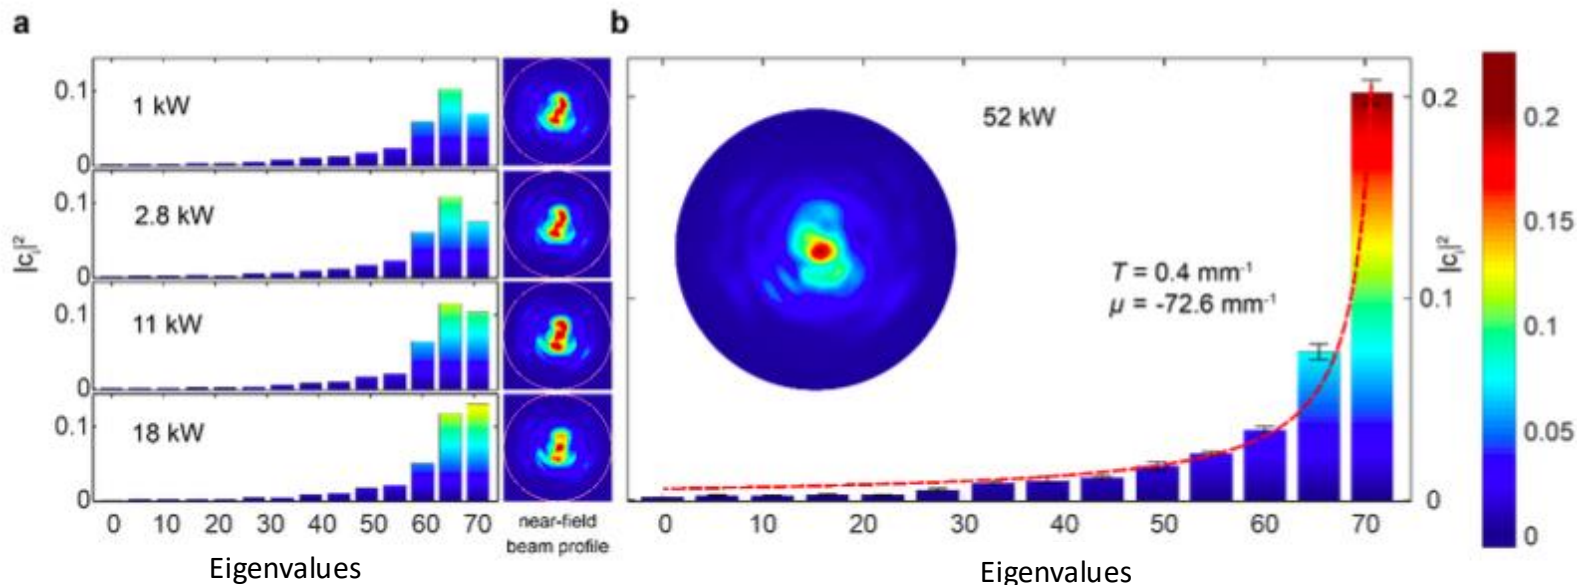 a
b
1 kW
0.1
0
2.8 kW
0.1
0
11 kW
0.1
0
18 kW
0.1
0
|cᵢ|²
0 10 20 30 40 50 60 70
near-field
beam profile
Eigenvalues
52 kW
T = 0.4 mm⁻¹
μ = -72.6 mm⁻¹
0.2
0.1
0
|cᵢ|²
0 10 20 30 40 50 60 70
Eigenvalues
0.2
0.15
0.1
0.05
0